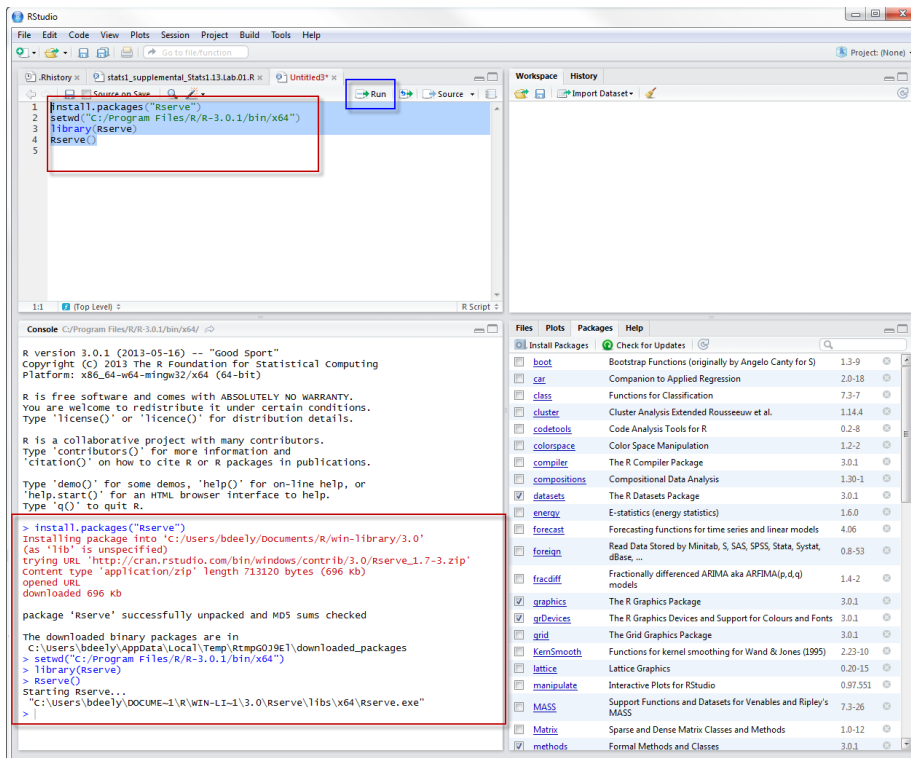 RStudio
File Edit Code View Plots Session Project Build Tools Help
Go to file/function
Project: (None)
.Rhistory × stats1_supplemental_Stats1.13.Lab.01.R × Untitled3* ×
Source on Save Run Source
1 install.packages("Rserve")
2 setwd("C:/Program Files/R/R-3.0.1/bin/x64")
3 library(Rserve)
4 Rserve()
5
1:1 (Top Level) R Script
Console C:/Program Files/R/R-3.0.1/bin/x64/
R version 3.0.1 (2013-05-16) -- "Good Sport"
Copyright (C) 2013 The R Foundation for Statistical Computing
Platform: x86_64-w64-mingw32/x64 (64-bit)
R is free software and comes with ABSOLUTELY NO WARRANTY.
You are welcome to redistribute it under certain conditions.
Type 'license()' or 'licence()' for distribution details.
R is a collaborative project with many contributors.
Type 'contributors()' for more information and
'citation()' on how to cite R or R packages in publications.
Type 'demo()' for some demos, 'help()' for on-line help, or
'help.start()' for an HTML browser interface to help.
Type 'q()' to quit R.
> install.packages("Rserve")
Installing package into 'C:/Users/bdeely/Documents/R/win-library/3.0'
(as 'lib' is unspecified)
trying URL 'http://cran.rstudio.com/bin/windows/contrib/3.0/Rserve_1.7-3.zip'
Content type 'application/zip' length 713120 bytes (696 Kb)
opened URL
downloaded 696 Kb
package 'Rserve' successfully unpacked and MD5 sums checked
The downloaded binary packages are in
C:\Users\bdeely\AppData\Local\Temp\RtmpGOJ9El\downloaded_packages
> setwd("C:/Program Files/R/R-3.0.1/bin/x64")
> library(Rserve)
> Rserve()
Starting Rserve...
"C:\Users\bdeely\DOCUME~1\R\WIN-LI~1\3.0\Rserve\libs\x64\Rserve.exe"
>
Workspace History
Import Dataset
Files Plots Packages Help
Install Packages Check for Updates
boot Bootstrap Functions (originally by Angelo Canty for S) 1.3-9
car Companion to Applied Regression 2.0-18
class Functions for Classification 7.3-7
cluster Cluster Analysis Extended Rousseeuw et al. 1.14.4
codetools Code Analysis Tools for R 0.2-8
colorspace Color Space Manipulation 1.2-2
compiler The R Compiler Package 3.0.1
compositions Compositional Data Analysis 1.30-1
datasets The R Datasets Package 3.0.1
energy E-statistics (energy statistics) 1.6.0
forecast Forecasting functions for time series and linear models 4.06
foreign Read Data Stored by Minitab, S, SAS, SPSS, Stata, Systat, dBase, ... 0.8-53
fracdiff Fractionally differenced ARIMA aka ARFIMA(p,d,q) models 1.4-2
graphics The R Graphics Package 3.0.1
grDevices The R Graphics Devices and Support for Colours and Fonts 3.0.1
grid The Grid Graphics Package 3.0.1
KernSmooth Functions for kernel smoothing for Wand & Jones (1995) 2.23-10
lattice Lattice Graphics 0.20-15
manipulate Interactive Plots for RStudio 0.97.551
MASS Support Functions and Datasets for Venables and Ripley's MASS 7.3-26
Matrix Sparse and Dense Matrix Classes and Methods 1.0-12
methods Formal Methods and Classes 3.0.1